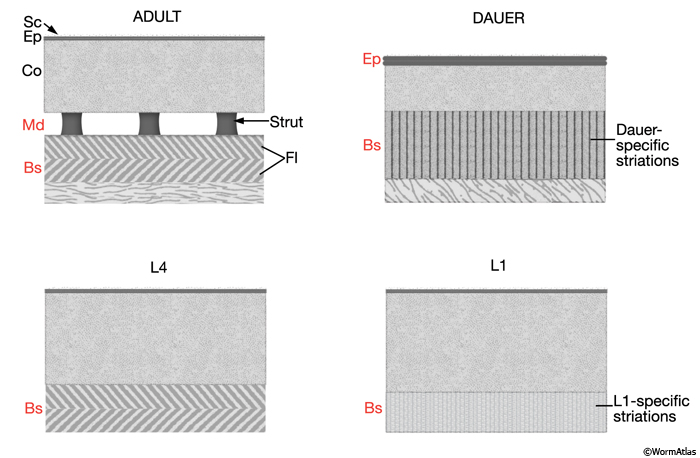 ADULT
Sc
Ep
Co
Md
Strut
Bs
Fl
DAUER
Ep
Bs
Dauer-
specific
striations
L4
Bs
L1
Bs
L1-specific
striations
©WormAtlas